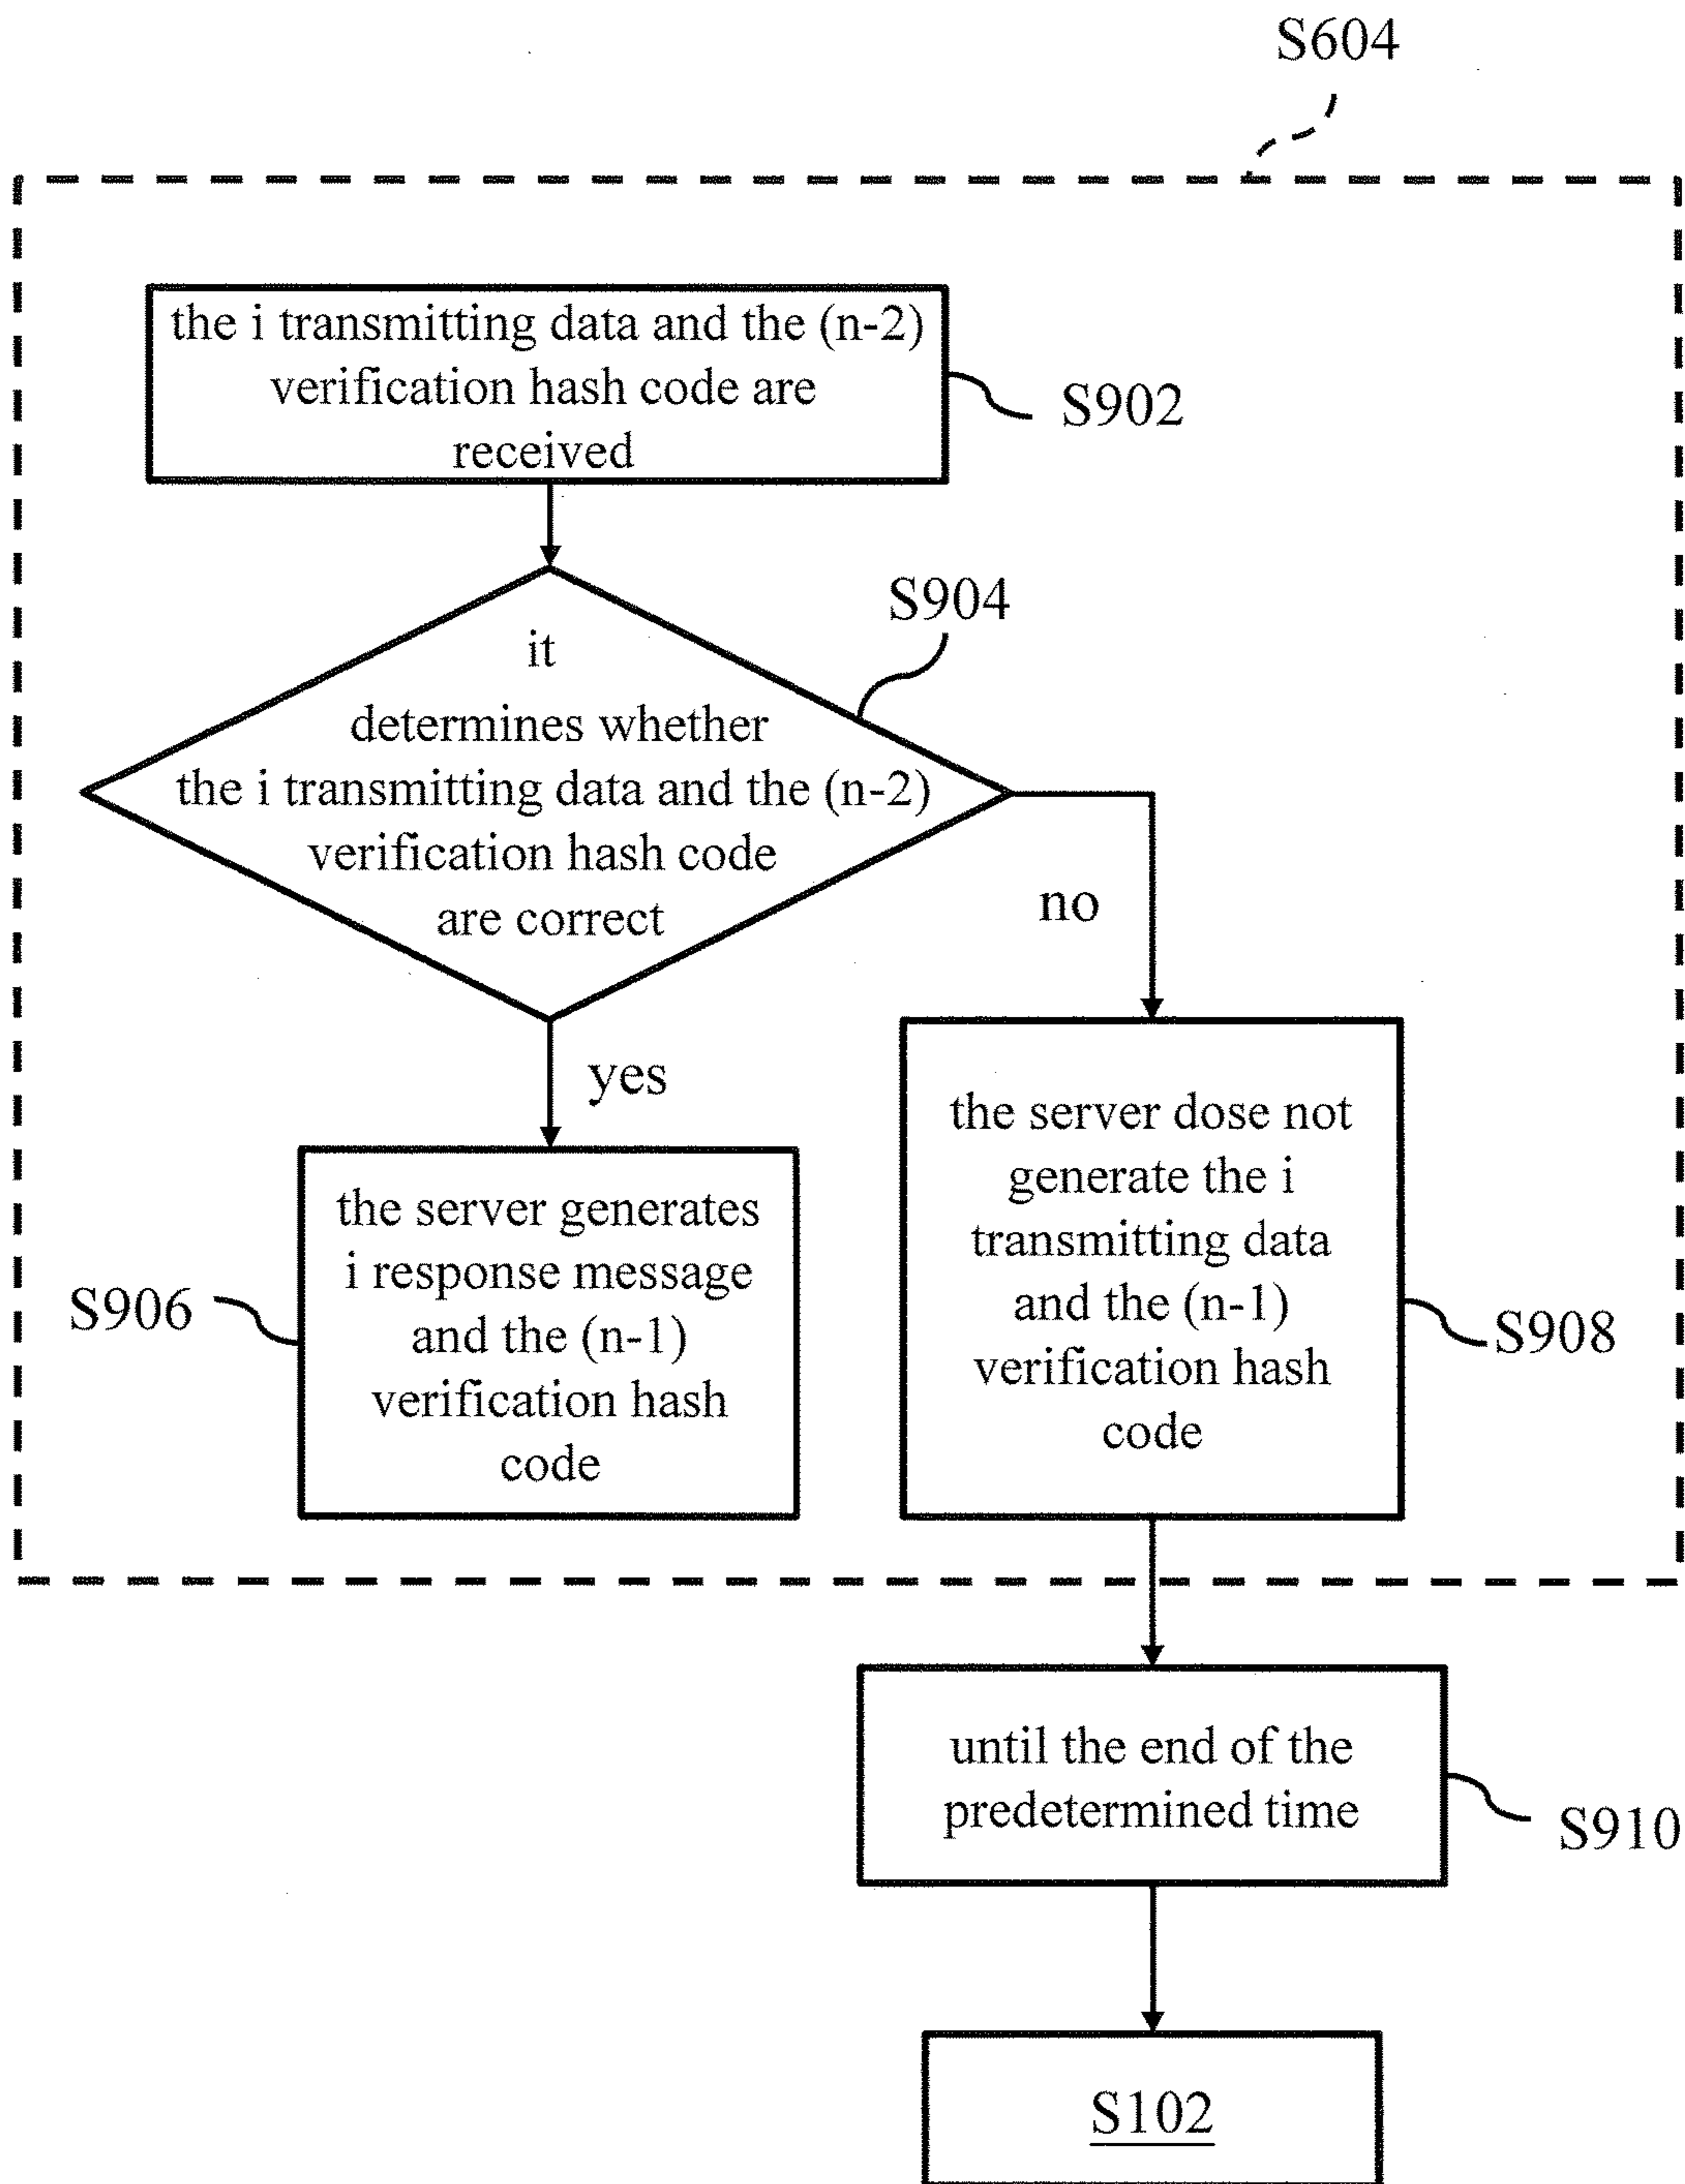 S604
the i transmitting data and the (n-2)
verification hash code are
received
S902
S904
it
determines whether
the i transmitting data and the (n-2)
verification hash code
are correct
no
yes
the server generates
i response message
and the (n-1)
verification hash
code
S906
the server dose not
generate the i
transmitting data
and the (n-1)
verification hash
code
S908
until the end of the
predetermined time
S910
S102